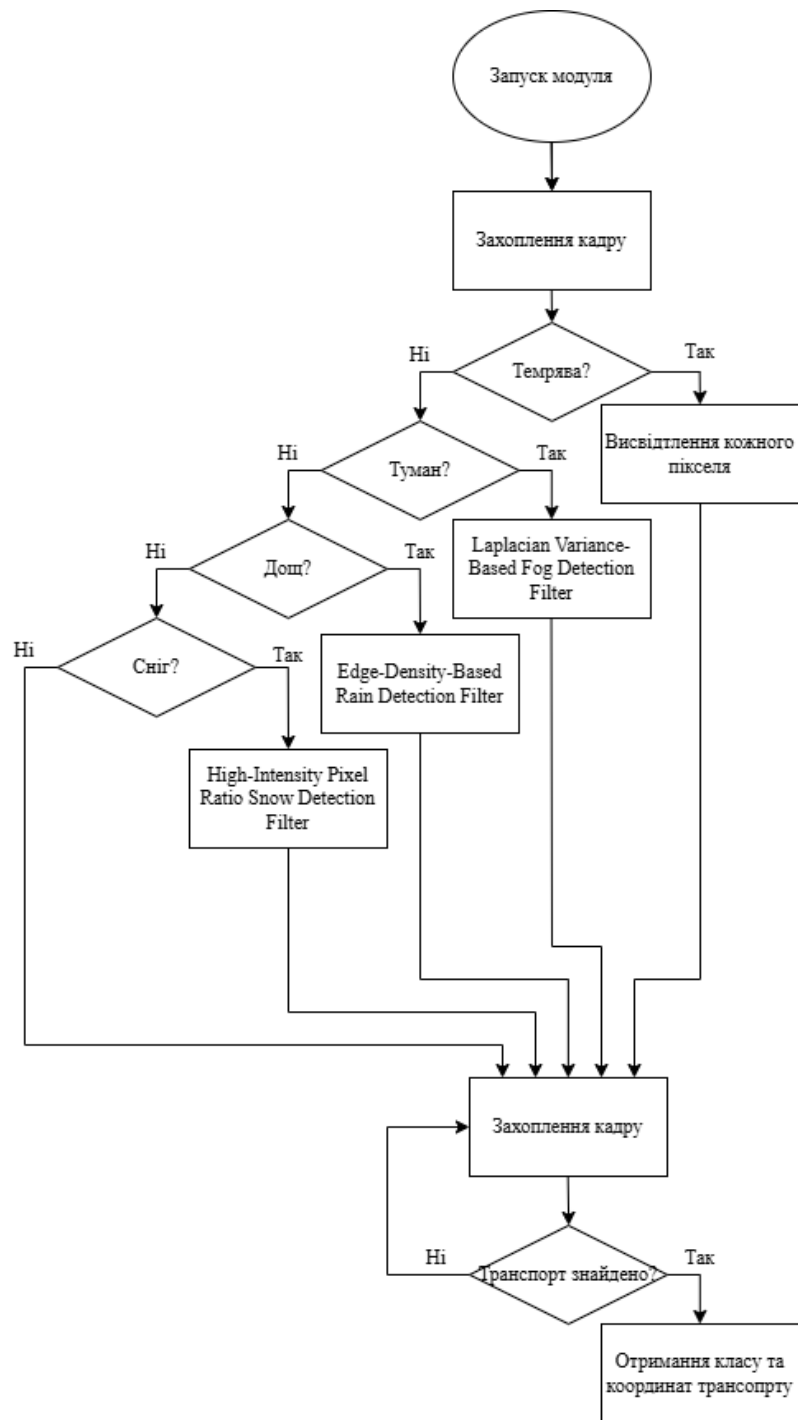 Запуск модуля
Захоплення кадру
Ні
Темрява?
Так
Висвідтлення кожного
пікселя
Ні
Туман?
Так
Laplacian Variance-
Based Fog Detection
Filter
Ні
Дощ?
Так
Edge-Density-Based
Rain Detection Filter
Ні
Сніг?
Так
High-Intensity Pixel
Ratio Snow Detection
Filter
Захоплення кадру
Ні
Транспорт знайдено?
Так
Отримання класу та
координат трансопрту